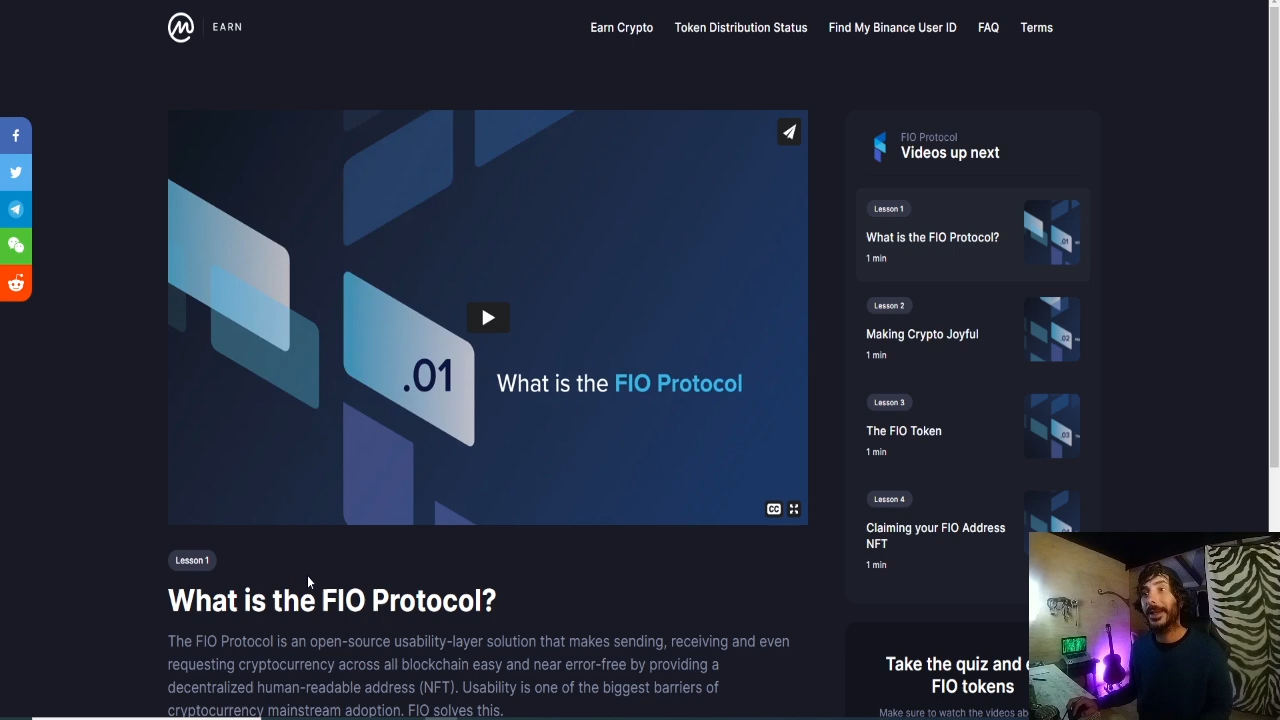 EARN
Earn Crypto
Token Distribution Status
Find My Binance User ID
FAQ
Terms
.01
What is the FIO Protocol
CC
Lesson 1
What is the FIO Protocol?
The FIO Protocol is an open-source usability-layer solution that makes sending, receiving and even
requesting cryptocurrency across all blockchain easy and near error-free by providing a
decentralized human-readable address (NFT). Usability is one of the biggest barriers of
cryptocurrency mainstream adoption. FIO solves this.
FIO Protocol
Videos up next
Lesson 1
What is the FIO Protocol?
1 min
.01
Lesson 2
Making Crypto Joyful
1 min
.02
Lesson 3
The FIO Token
1 min
.03
Lesson 4
Claiming your FIO Address
NFT
1 min
Take the quiz and
FIO tokens
Make sure to watch the videos